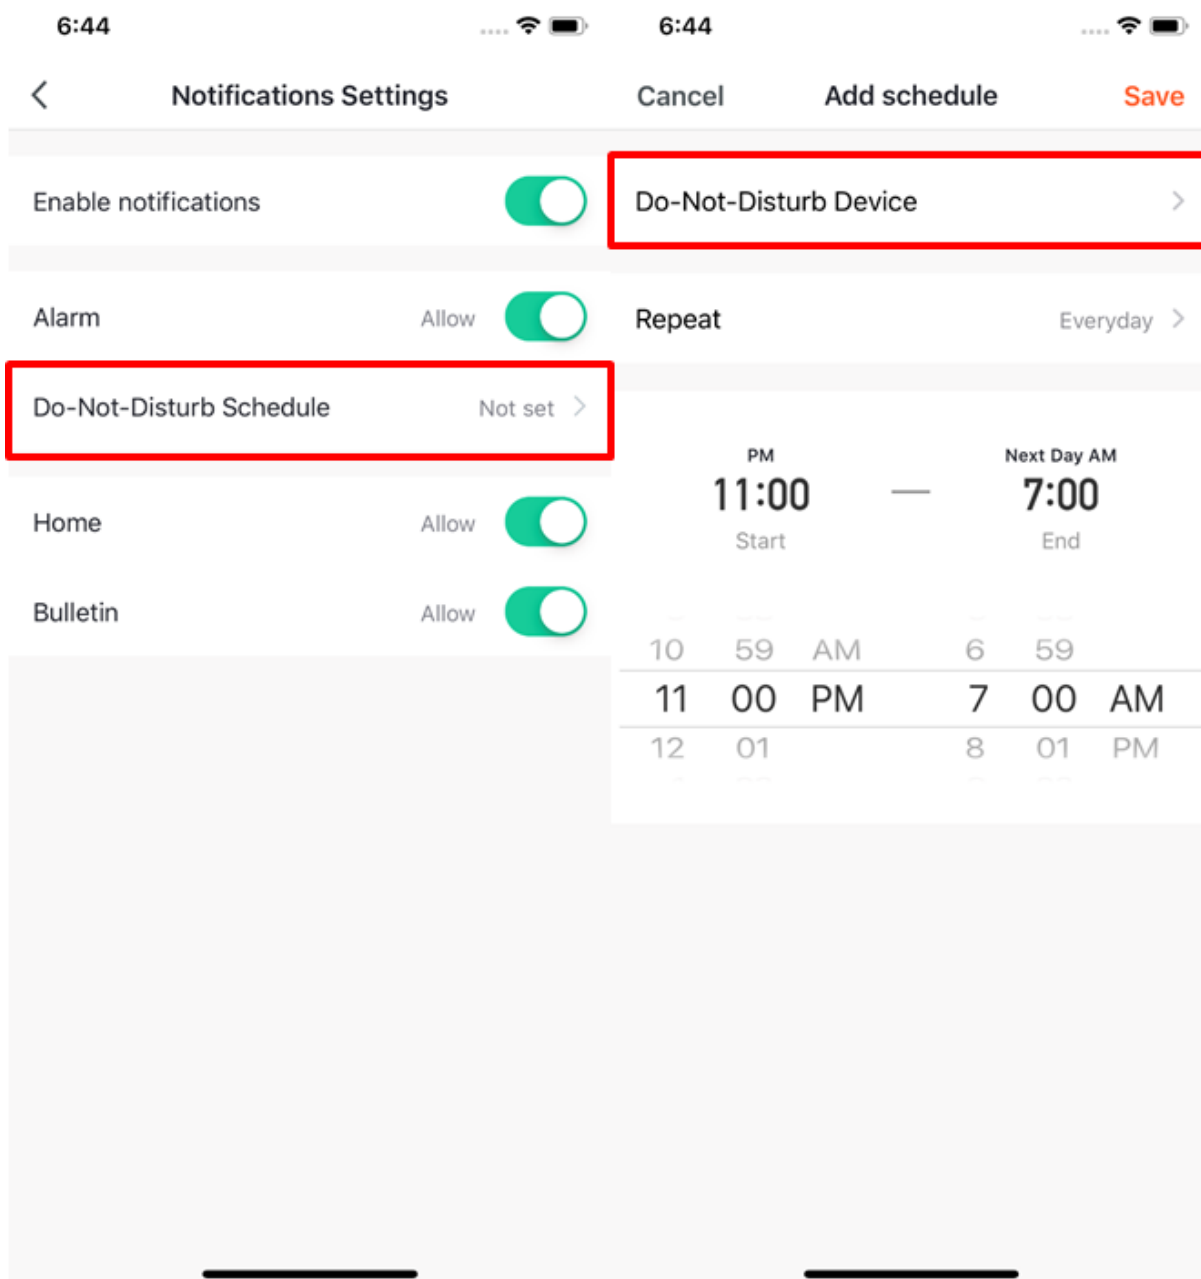 6:44
Notifications Settings
Enable notifications
Alarm Allow
Do-Not-Disturb Schedule Not set
Home Allow
Bulletin Allow
6:44
Cancel Add schedule Save
Do-Not-Disturb Device
Repeat Everyday
PM Next Day AM
11:00 — 7:00
Start End
10 59 AM 6 59
11 00 PM 7 00 AM
12 01 8 01 PM